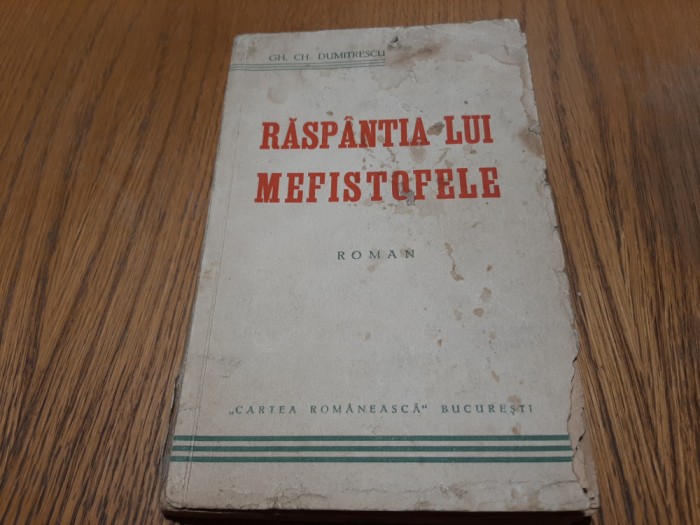 GH. CH. DUMITRESCU
RĂSPÂNTIA LUI
MEFISTOFELE
ROMAN
„CARTEA ROMÂNEASCĂ“ BUCUREȘTI